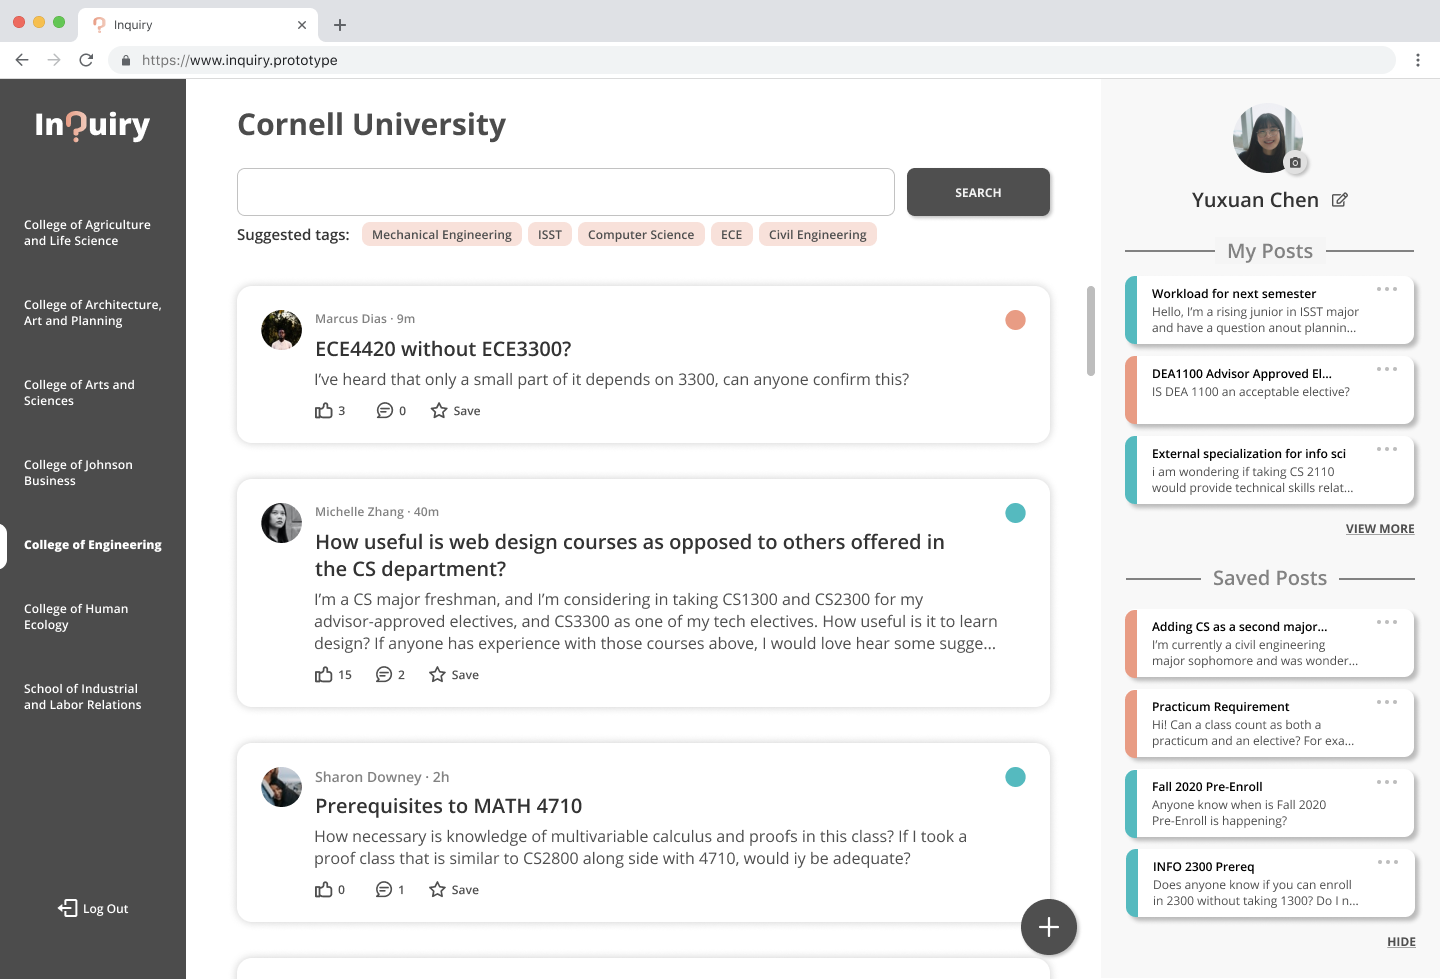 Inquiry
https://www.inquiry.prototype
In?uiry
College of Agriculture
and Life Science
College of Architecture,
Art and Planning
College of Arts and
Sciences
College of Johnson
Business
College of Engineering
College of Human
Ecology
School of Industrial
and Labor Relations
Log Out
Cornell University
SEARCH
Suggested tags: Mechanical Engineering ISST Computer Science ECE Civil Engineering
Marcus Dias · 9m
ECE4420 without ECE3300?
I've heard that only a small part of it depends on 3300, can anyone confirm this?
3 0 Save
Michelle Zhang · 40m
How useful is web design courses as opposed to others offered in
the CS department?
I'm a CS major freshman, and I'm considering in taking CS1300 and CS2300 for my
advisor-approved electives, and CS3300 as one of my tech electives. How useful is it to learn
design? If anyone has experience with those courses above, I would love hear some sugge...
15 2 Save
Sharon Downey · 2h
Prerequisites to MATH 4710
How necessary is knowledge of multivariable calculus and proofs in this class? If I took a
proof class that is similar to CS2800 along side with 4710, would iy be adequate?
0 1 Save
Yuxuan Chen
My Posts
Workload for next semester
Hello, I'm a rising junior in ISST major
and have a question anout plannin...
DEA1100 Advisor Approved El...
IS DEA 1100 an acceptable elective?
External specialization for info sci
i am wondering if taking CS 2110
would provide technical skills relat...
VIEW MORE
Saved Posts
Adding CS as a second major...
I'm currently a civil engineering
major sophomore and was wonder...
Practicum Requirement
Hi! Can a class count as both a
practicum and an elective? For exa...
Fall 2020 Pre-Enroll
Anyone know when is Fall 2020
Pre-Enroll is happening?
INFO 2300 Prereq
Does anyone know if you can enroll
in 2300 without taking 1300? Do I n...
HIDE